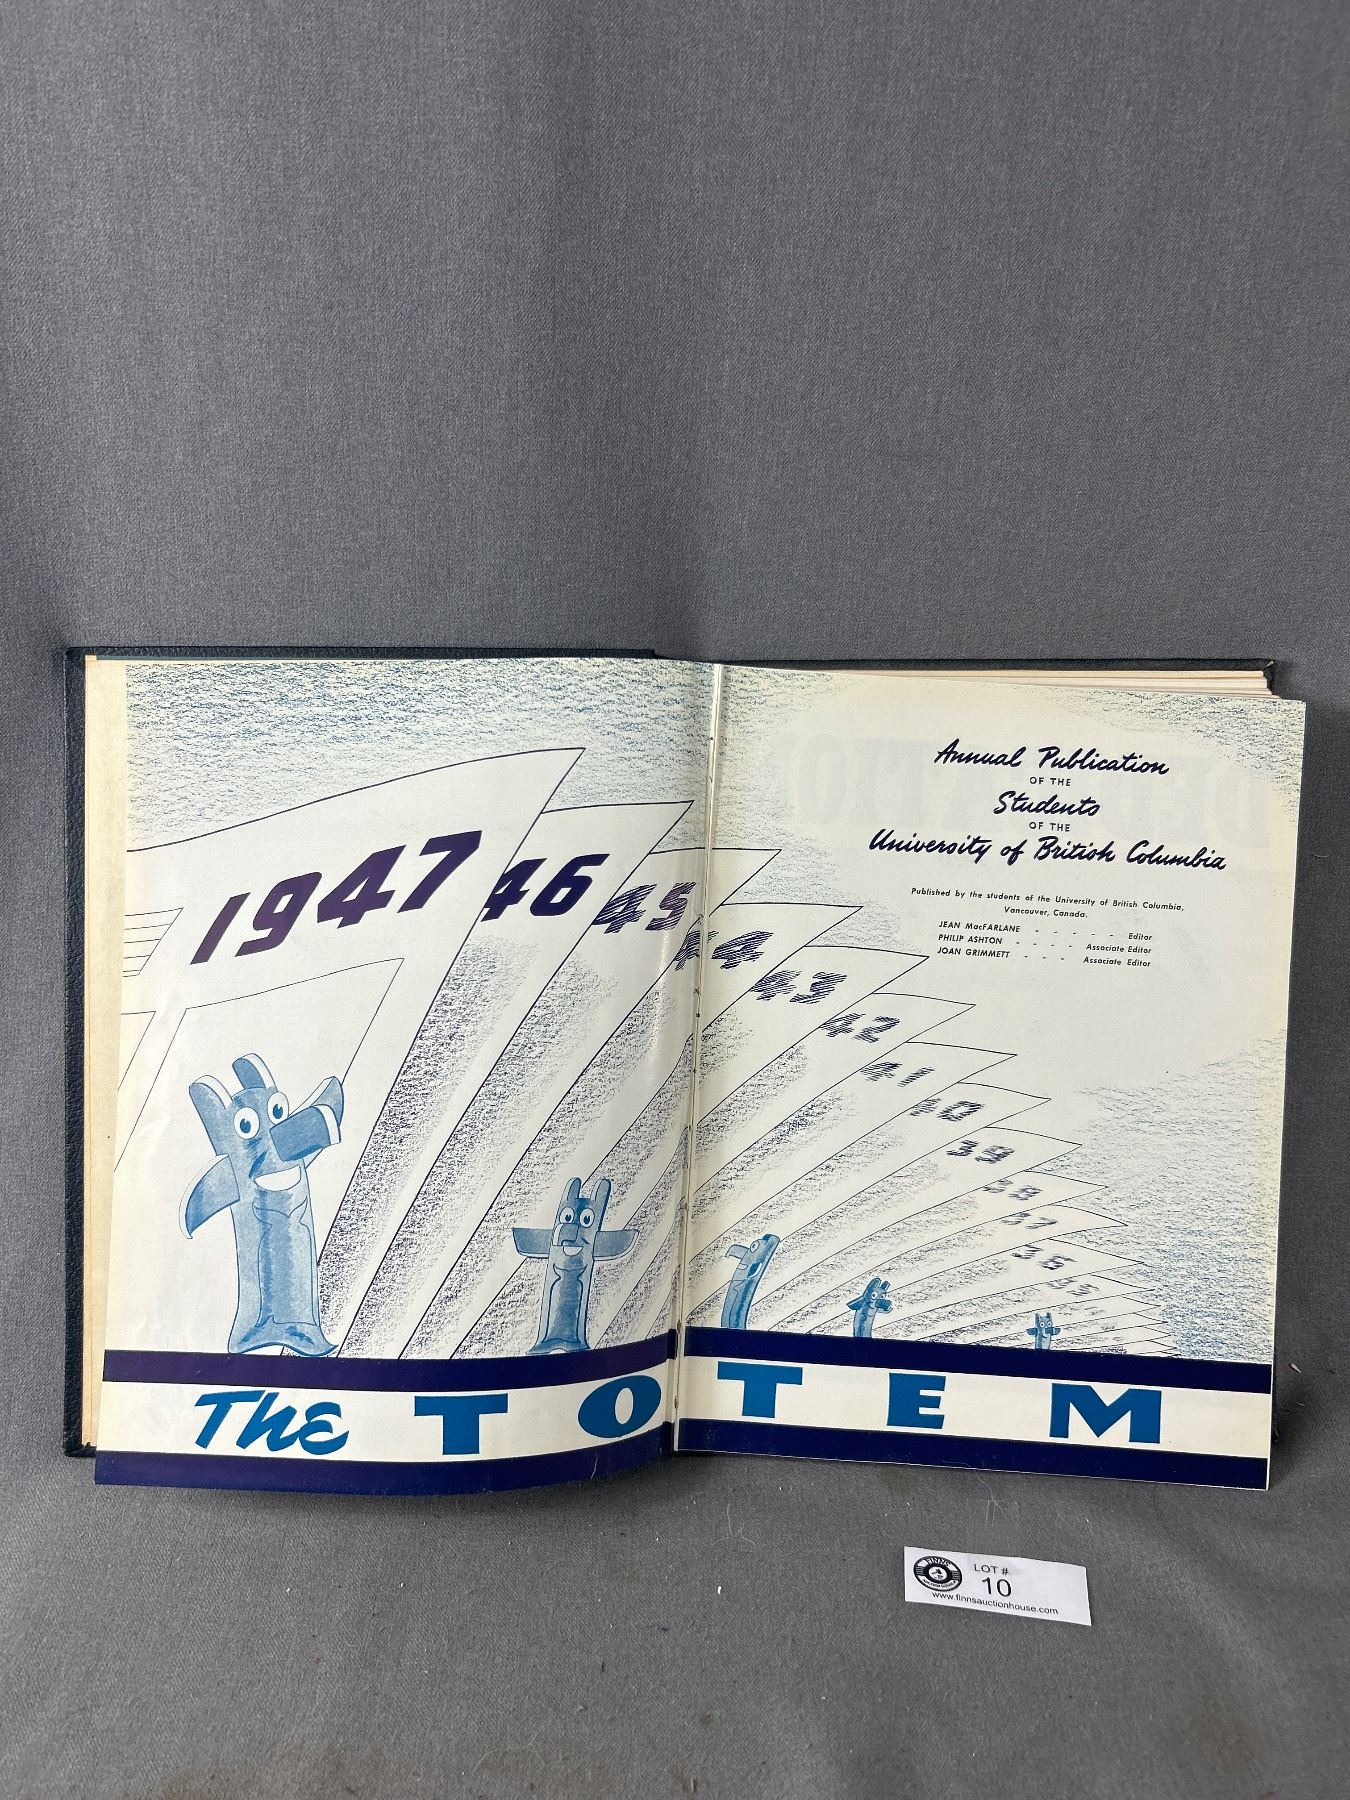 1947
46
45
44
43
42
41
40
39
38
37
36
35
Annual Publication
OF THE
Students
OF THE
University of British Columbia
Published by the students of the University of British Columbia,
Vancouver, Canada.
JEAN MacFARLANE - - - - - Editor
PHILIP ASHTON - - - - Associate Editor
JOAN GRIMMETT - - - Associate Editor
The TOTEM
FINNS
LOT #
10
www.finnsauctionhouse.com